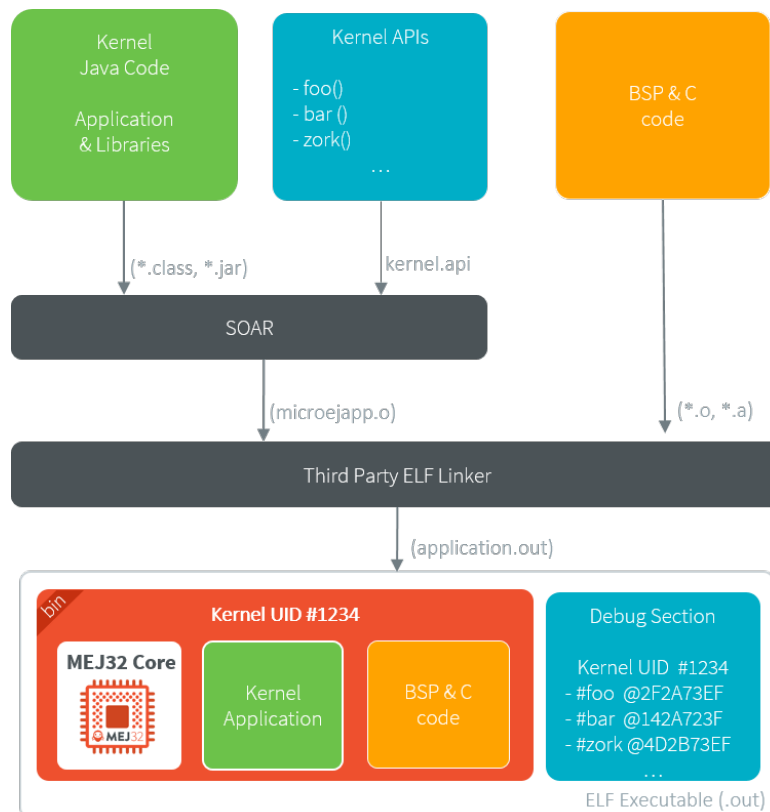 Kernel
Java Code
Application
& Libraries
Kernel APIs
- foo()
- bar ()
- zork()
...
BSP & C
code
(*.class, *.jar)
kernel.api
SOAR
(microejapp.o)
(*.o, *.a)
Third Party ELF Linker
(application.out)
bin
Kernel UID #1234
MEJ32 Core
MEJ32
Kernel
Application
BSP & C
code
Debug Section
Kernel UID #1234
- #foo @2F2A73EF
- #bar @142A723F
- #zork @4D2B73EF
...
ELF Executable (.out)